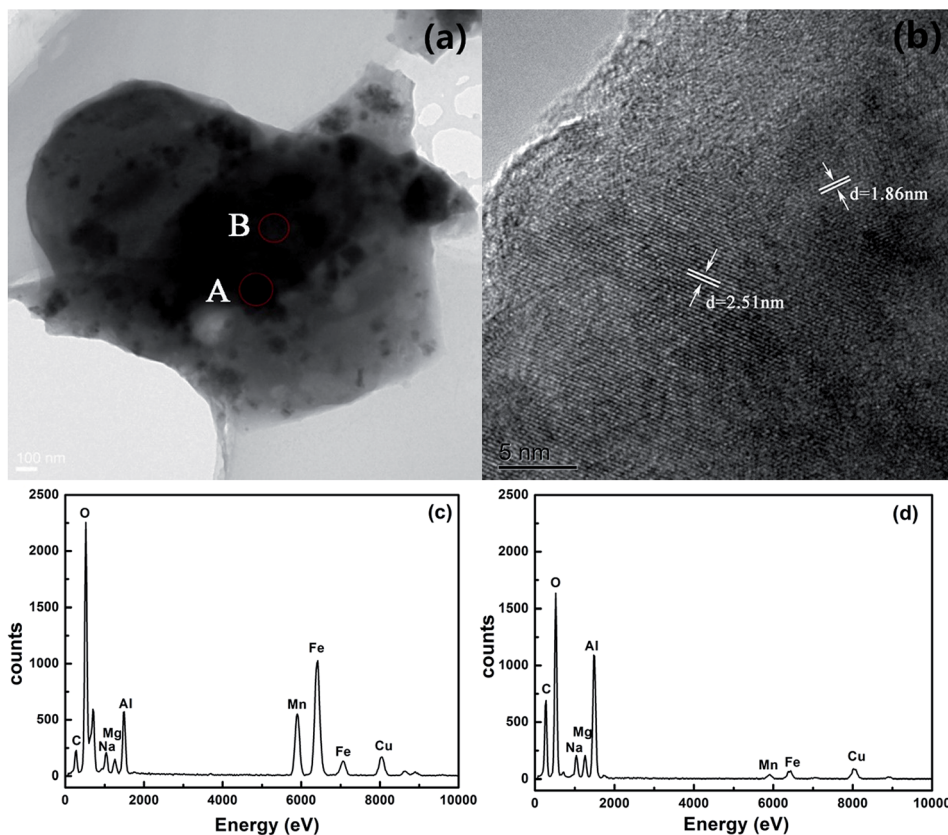 (a)
(b)
B
A
100 nm
d=1.86nm
d=2.51nm
5 nm
(c)
2500
2000
1500
1000
500
0
counts
O
C
Na
Mg
Al
Mn
Fe
Fe
Cu
0 2000 4000 6000 8000 10000
Energy (eV)
(d)
2500
2000
1500
1000
500
0
counts
O
C
Na
Mg
Al
Mn
Fe
Cu
0 2000 4000 6000 8000 10000
Energy (eV)